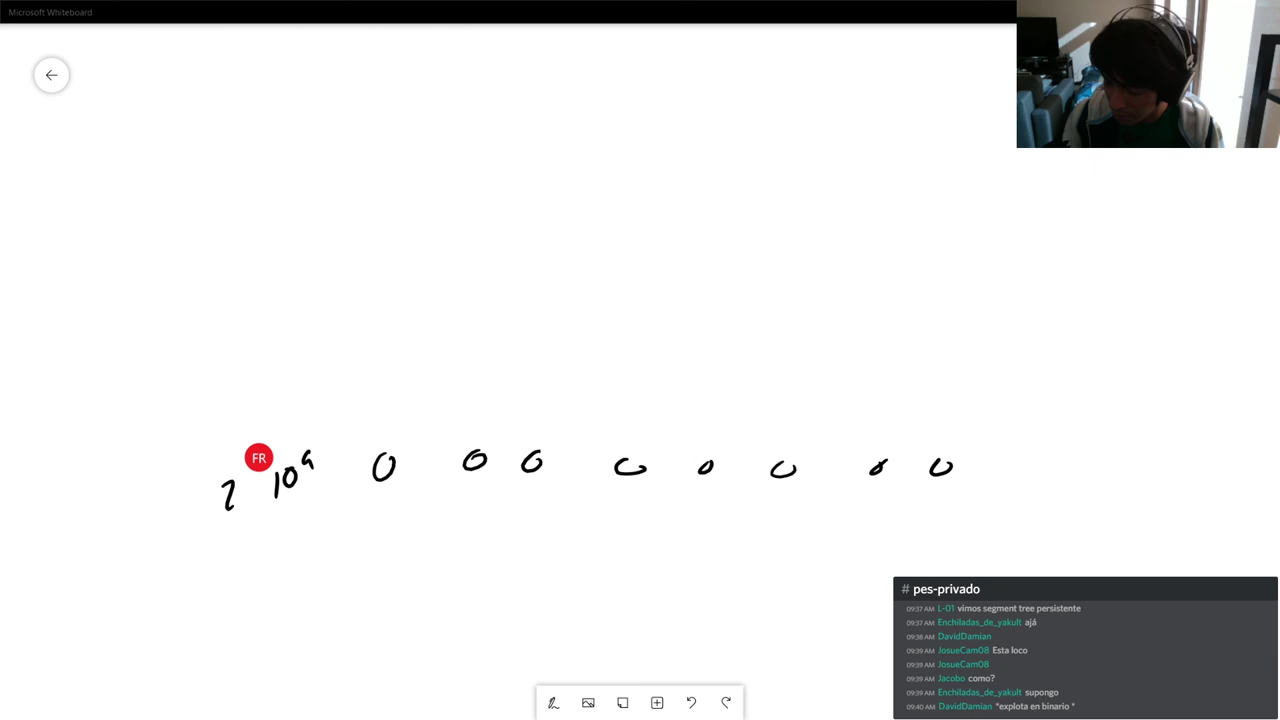 Microsoft Whiteboard
FR
2 10⁹ 0 0 0 0 0 0 0 0
# pes-privado
09:37 AM L-01 vimos segment tree persistente
09:37 AM Enchiladas_de_yakult ajá
09:38 AM DavidDamian
09:39 AM JosueCam08 Esta loco
09:39 AM JosueCam08
09:39 AM Jacobo como?
09:39 AM Enchiladas_de_yakult supongo
09:40 AM DavidDamian *explota en binario *